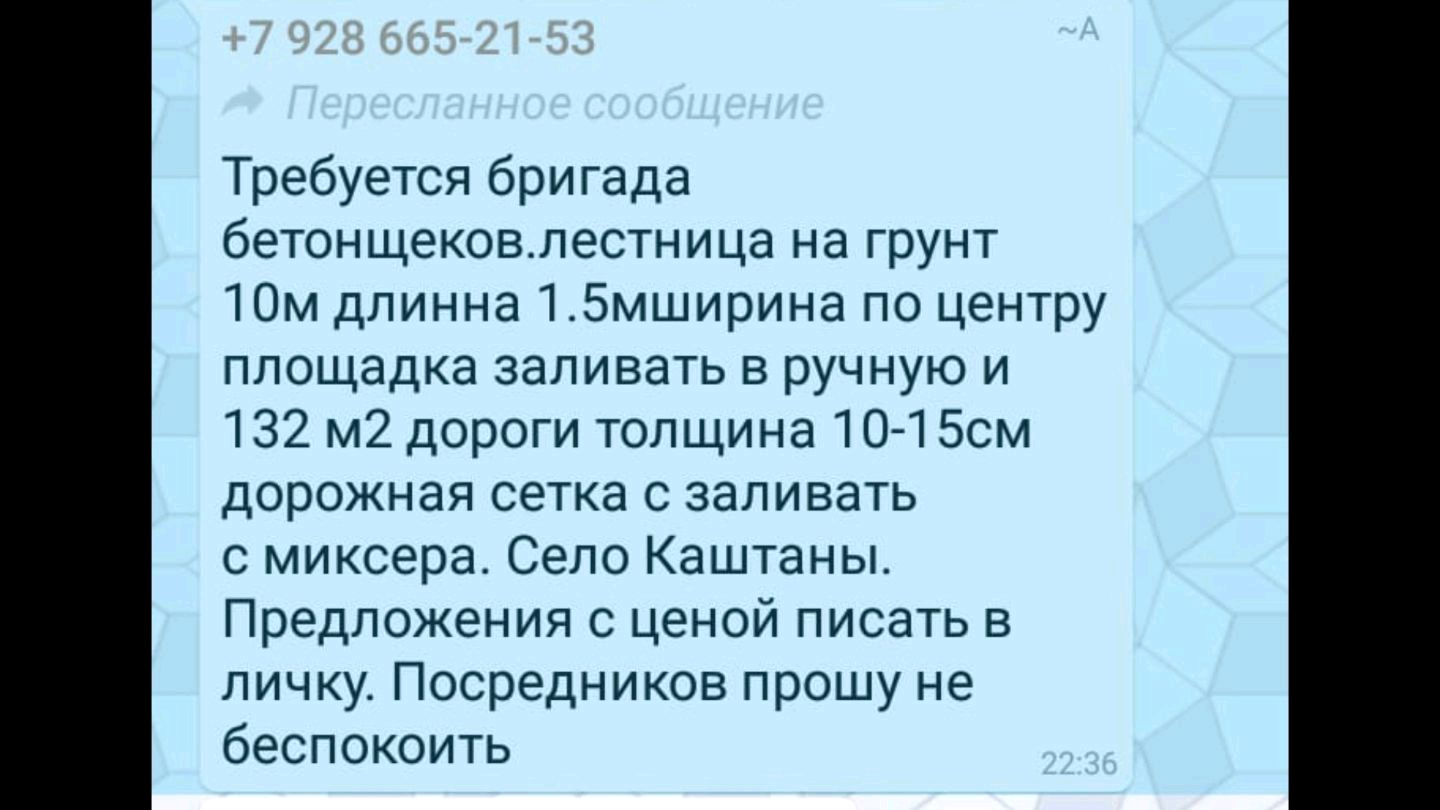 +7 928 665-21-53 ~А
Пересланное сообщение
Требуется бригада
бетонщеков.лестница на грунт
10м длинна 1.5мширина по центру
площадка заливать в ручную и
132 м2 дороги толщина 10-15см
дорожная сетка с заливать
с миксера. Село Каштаны.
Предложения с ценой писать в
личку. Посредников прошу не
беспокоить
22:36